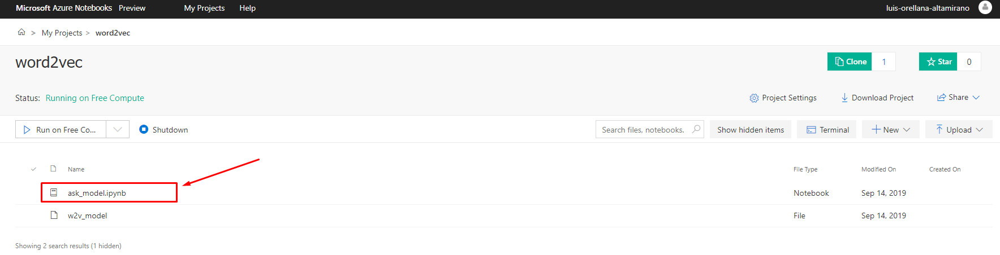 Microsoft Azure Notebooks Preview My Projects Help luis-orellana-altamirano
> My Projects > word2vec
word2vec
Clone 1 Star 0
Status: Running on Free Compute Project Settings Download Project Share
Run on Free Co... Shutdown Search files, notebooks. Show hidden items Terminal New Upload
Name File Type Modified On Created On
ask_model.ipynb Notebook Sep 14, 2019
w2v_model File Sep 14, 2019
Showing 2 search results (1 hidden)